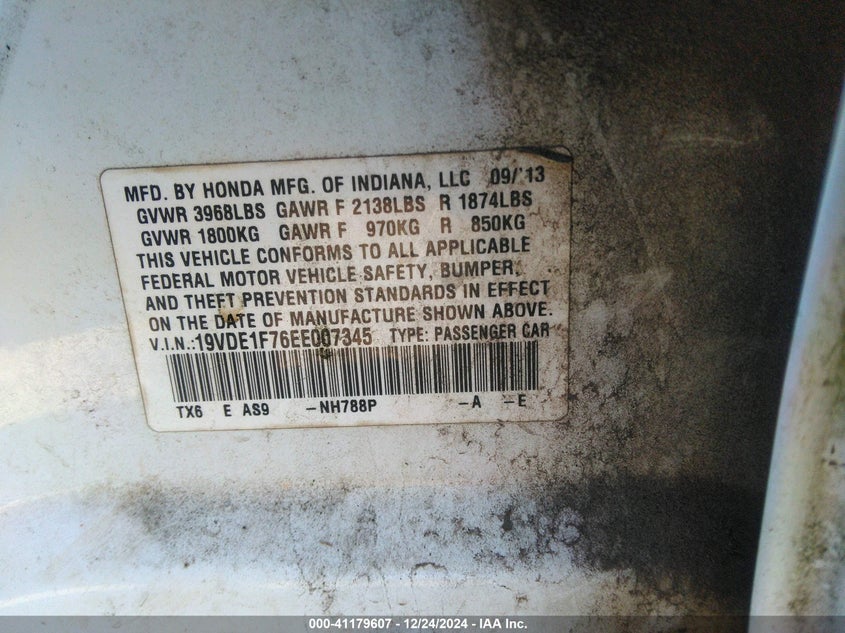 MFD. BY HONDA MFG. OF INDIANA, LLC 09/'13
GVWR 3968LBS GAWR F 2138LBS R 1874LBS
GVWR 1800KG GAWR F 970KG R 850KG
THIS VEHICLE CONFORMS TO ALL APPLICABLE
FEDERAL MOTOR VEHICLE SAFETY, BUMPER,
AND THEFT PREVENTION STANDARDS IN EFFECT
ON THE DATE OF MANUFACTURE SHOWN ABOVE.
V.I.N.:19VDE1F76EE007345 TYPE: PASSENGER CAR
TX6 E AS9 -NH788P -A -E
000-41179607 - 12/24/2024 - IAA Inc.